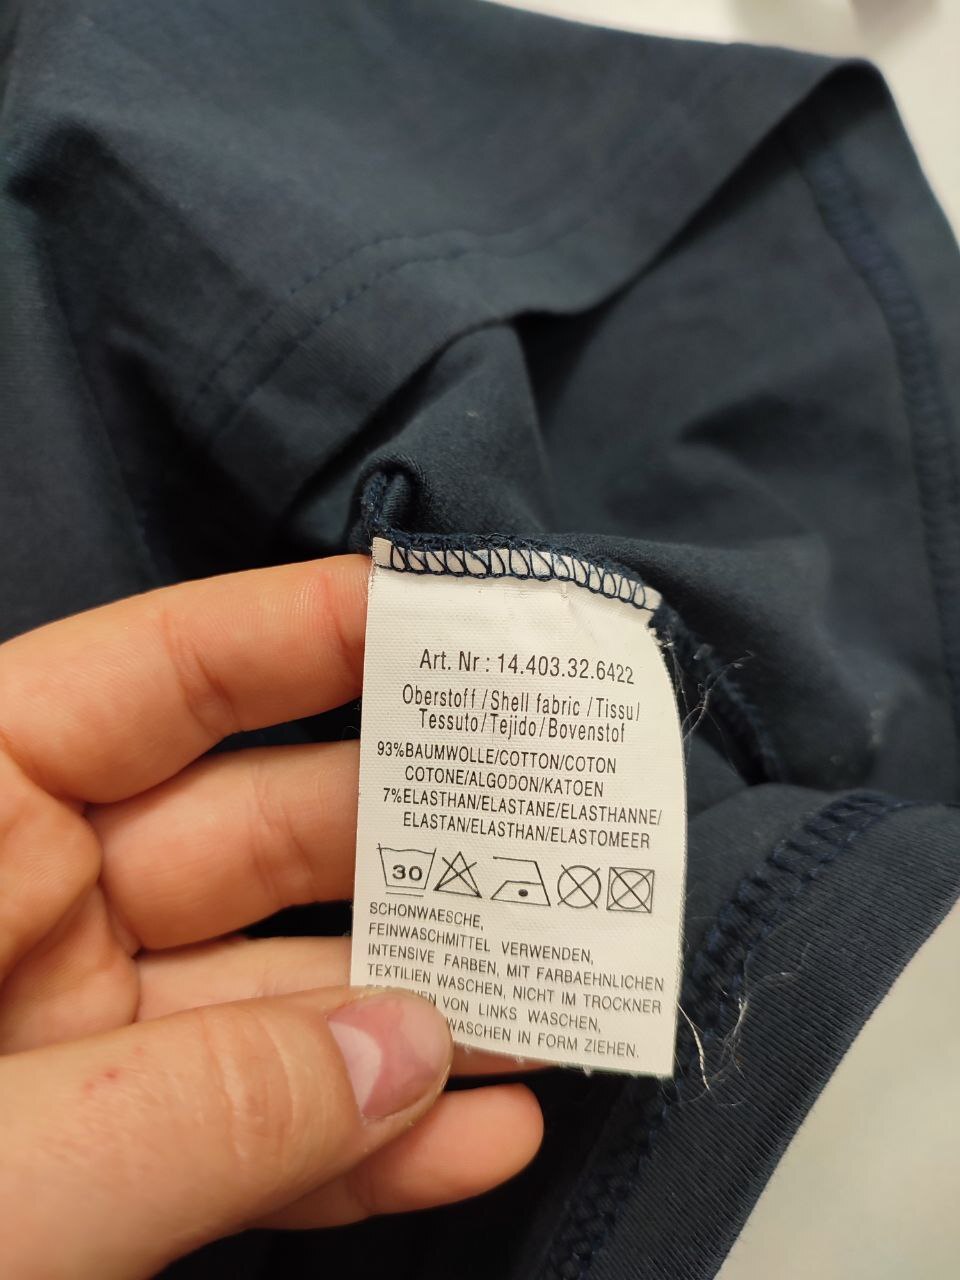 Art. Nr : 14.403.32.6422
Oberstoff/Shell fabric/Tissu/
Tessuto/Tejido/Bovenstof
93%BAUMWOLLE/COTTON/COTON
COTONE/ALGODON/KATOEN
7%ELASTHAN/ELASTANE/ELASTHANNE/
ELASTAN/ELASTHAN/ELASTOMEER
30
SCHONWAESCHE,
FEINWASCHMITTEL VERWENDEN,
INTENSIVE FARBEN, MIT FARBAEHNLICHEN
TEXTILIEN WASCHEN, NICHT IM TROCKNER
VON LINKS WASCHEN,
WASCHEN IN FORM ZIEHEN.